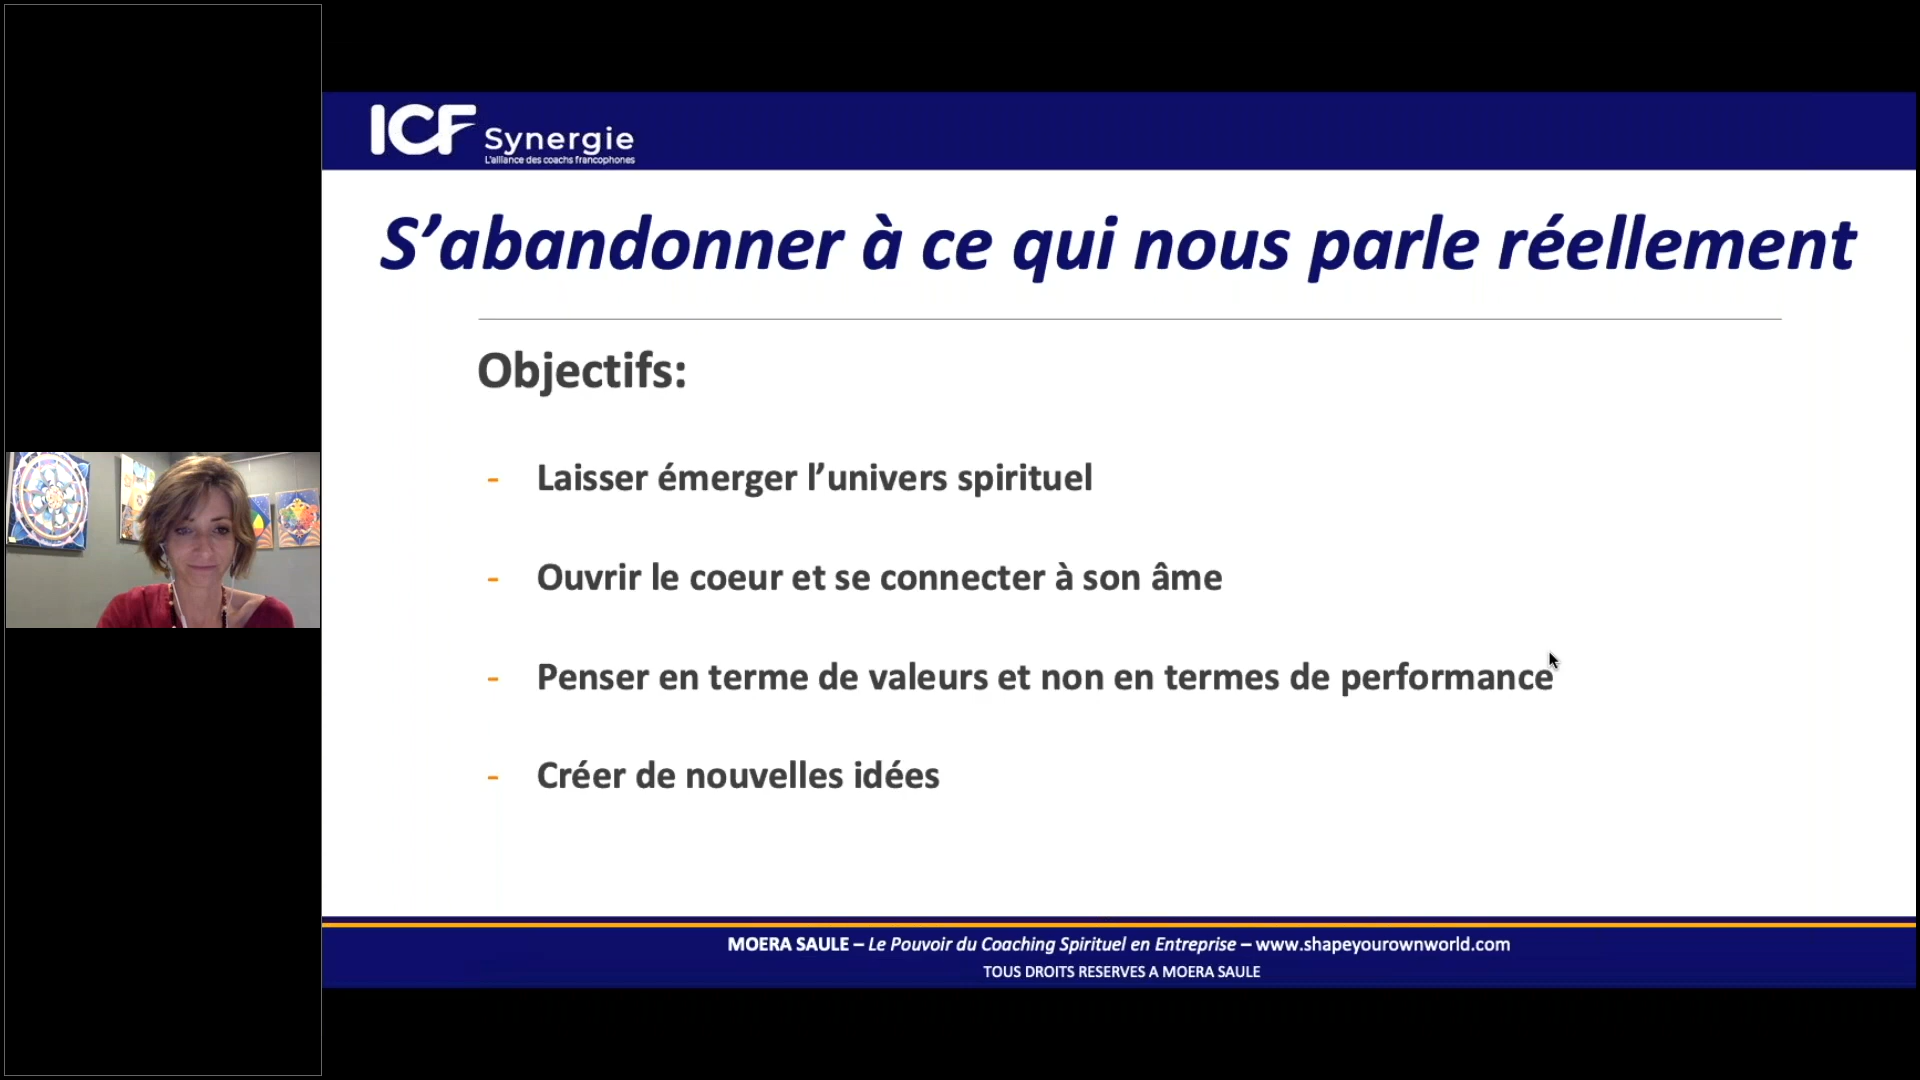 ICF Synergie
L'alliance des coachs francophones
S’abandonner à ce qui nous parle réellement
Objectifs:
- Laisser émerger l’univers spirituel
- Ouvrir le coeur et se connecter à son âme
- Penser en terme de valeurs et non en termes de performance
- Créer de nouvelles idées
MOERA SAULE – Le Pouvoir du Coaching Spirituel en Entreprise – www.shapeyourownworld.com
TOUS DROITS RESERVES A MOERA SAULE